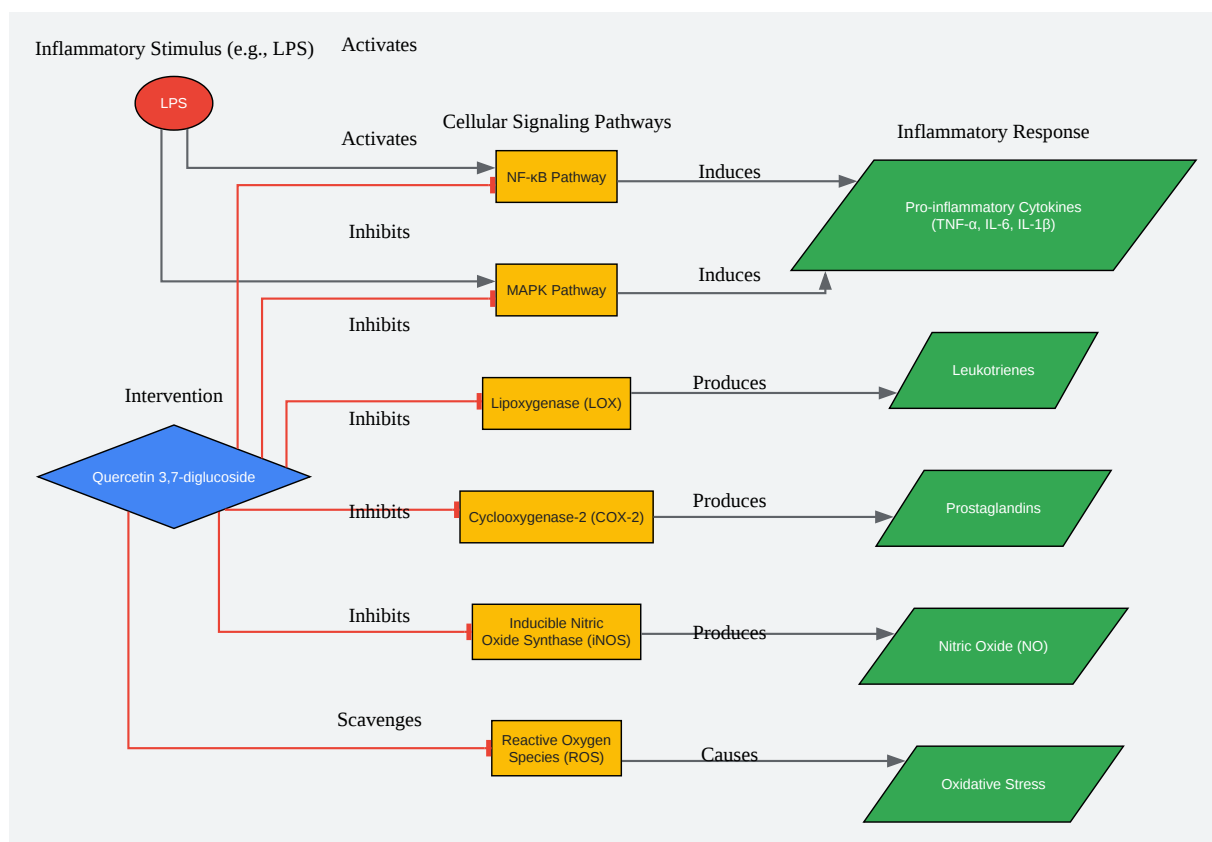 Inflammatory Stimulus (e.g., LPS)
Activates
LPS
Cellular Signaling Pathways
Inflammatory Response
Activates
NF-κB Pathway
Induces
Pro-inflammatory Cytokines
(TNF-α, IL-6, IL-1β)
Inhibits
MAPK Pathway
Induces
Inhibits
Leukotrienes
Produces
Intervention
Lipoxygenase (LOX)
Inhibits
Quercetin 3,7-diglucoside
Produces
Prostaglandins
Inhibits
Cyclooxygenase-2 (COX-2)
Inhibits
Inducible Nitric
Oxide Synthase (iNOS)
Produces
Nitric Oxide (NO)
Scavenges
Reactive Oxygen
Species (ROS)
Causes
Oxidative Stress